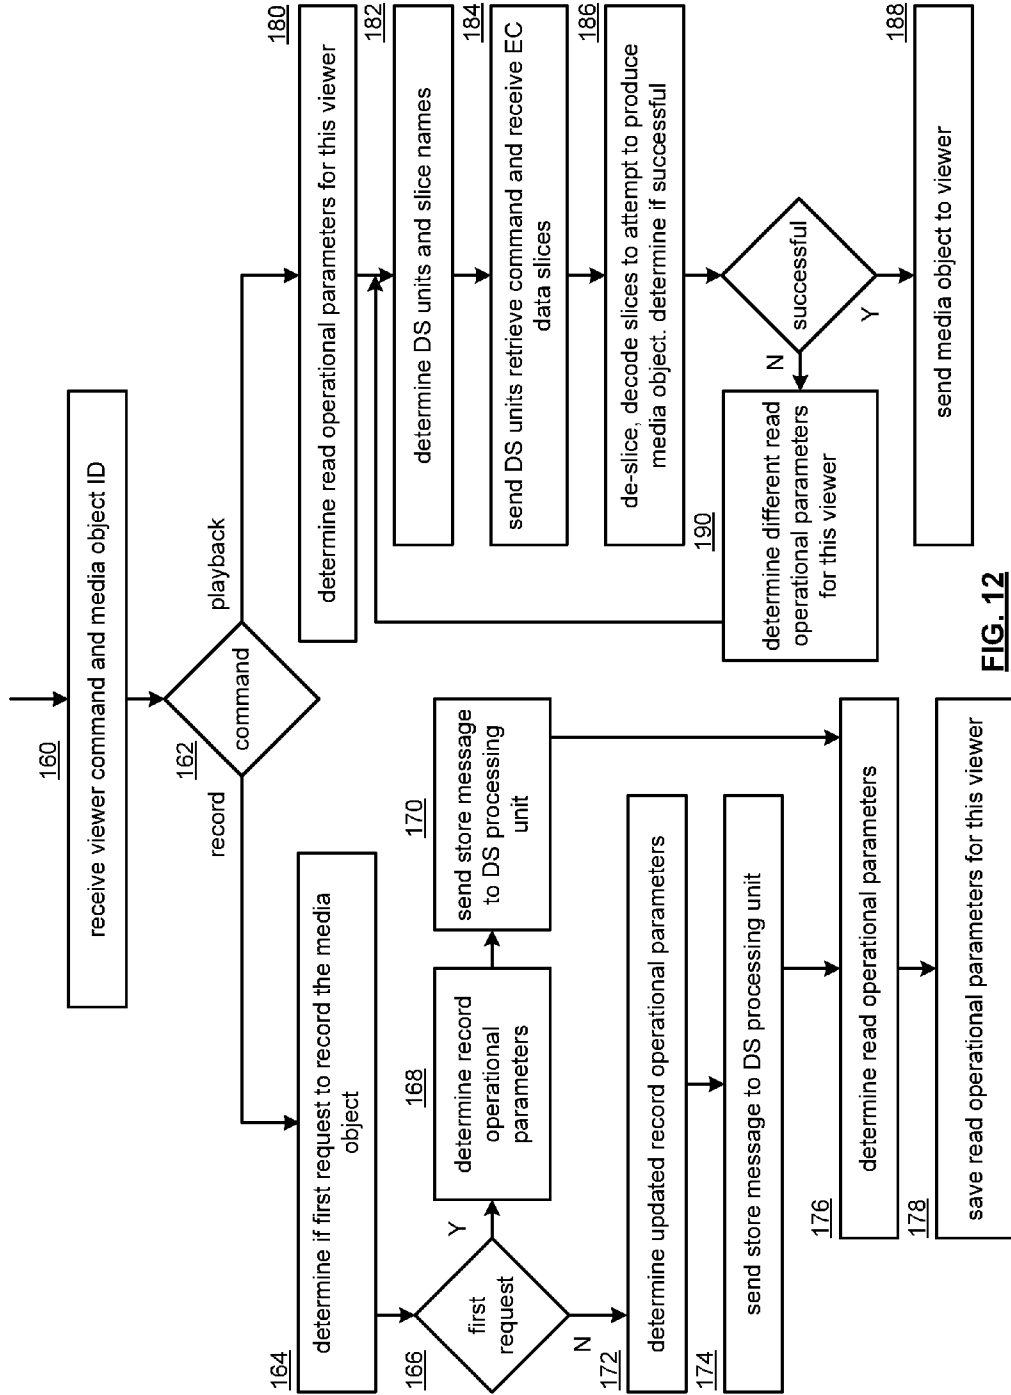 160
receive viewer command and media object ID
162
command
record
playback
164
determine if first request to record the media
object
166
first
request
Y
N
168
determine record
operational
parameters
170
send store message
to DS processing
unit
172
determine updated record operational parameters
174
send store message to DS processing unit
176
determine read operational parameters
178
save read operational parameters for this viewer
180
determine read operational parameters for this viewer
182
determine DS units and slice names
184
send DS units retrieve command and receive EC
data slices
186
de-slice, decode slices to attempt to produce
media object. determine if successful
successful
N
Y
190
determine different read
operational parameters
for this viewer
188
send media object to viewer
FIG. 12